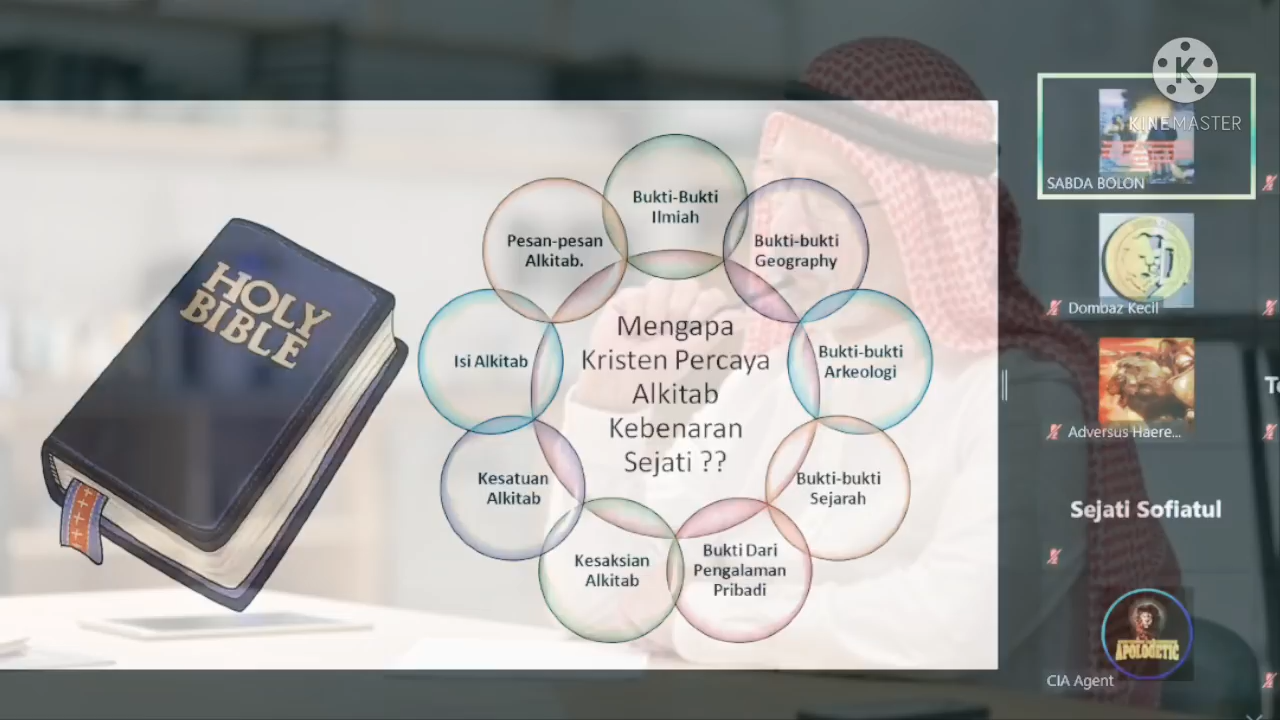 HOLY
BIBLE
Mengapa
Kristen Percaya
Alkitab
Kebenaran
Sejati ??
Bukti-Bukti
Ilmiah
Bukti-bukti
Geography
Bukti-bukti
Arkeologi
Bukti-bukti
Sejarah
Bukti Dari
Pengalaman
Pribadi
Kesaksian
Alkitab
Kesatuan
Alkitab
Isi Alkitab
Pesan-pesan
Alkitab.
K
KINEMASTER
SABDA BOLON
Dombaz Kecil
Adversus Haere...
Sejati Sofiatul
APOLOGETIC
CIA Agent